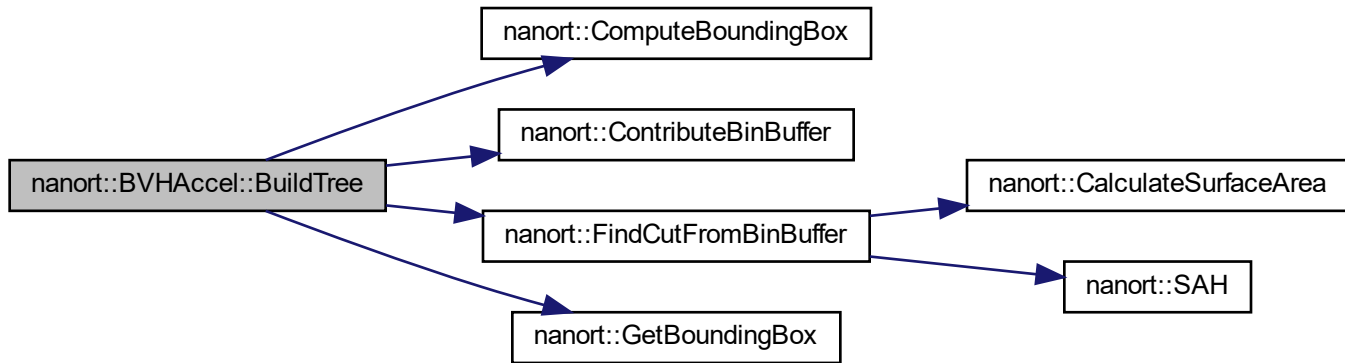 nanort::ComputeBoundingBox
nanort::ContributeBinBuffer
nanort::BVHAccel::BuildTree
nanort::CalculateSurfaceArea
nanort::FindCutFromBinBuffer
nanort::SAH
nanort::GetBoundingBox